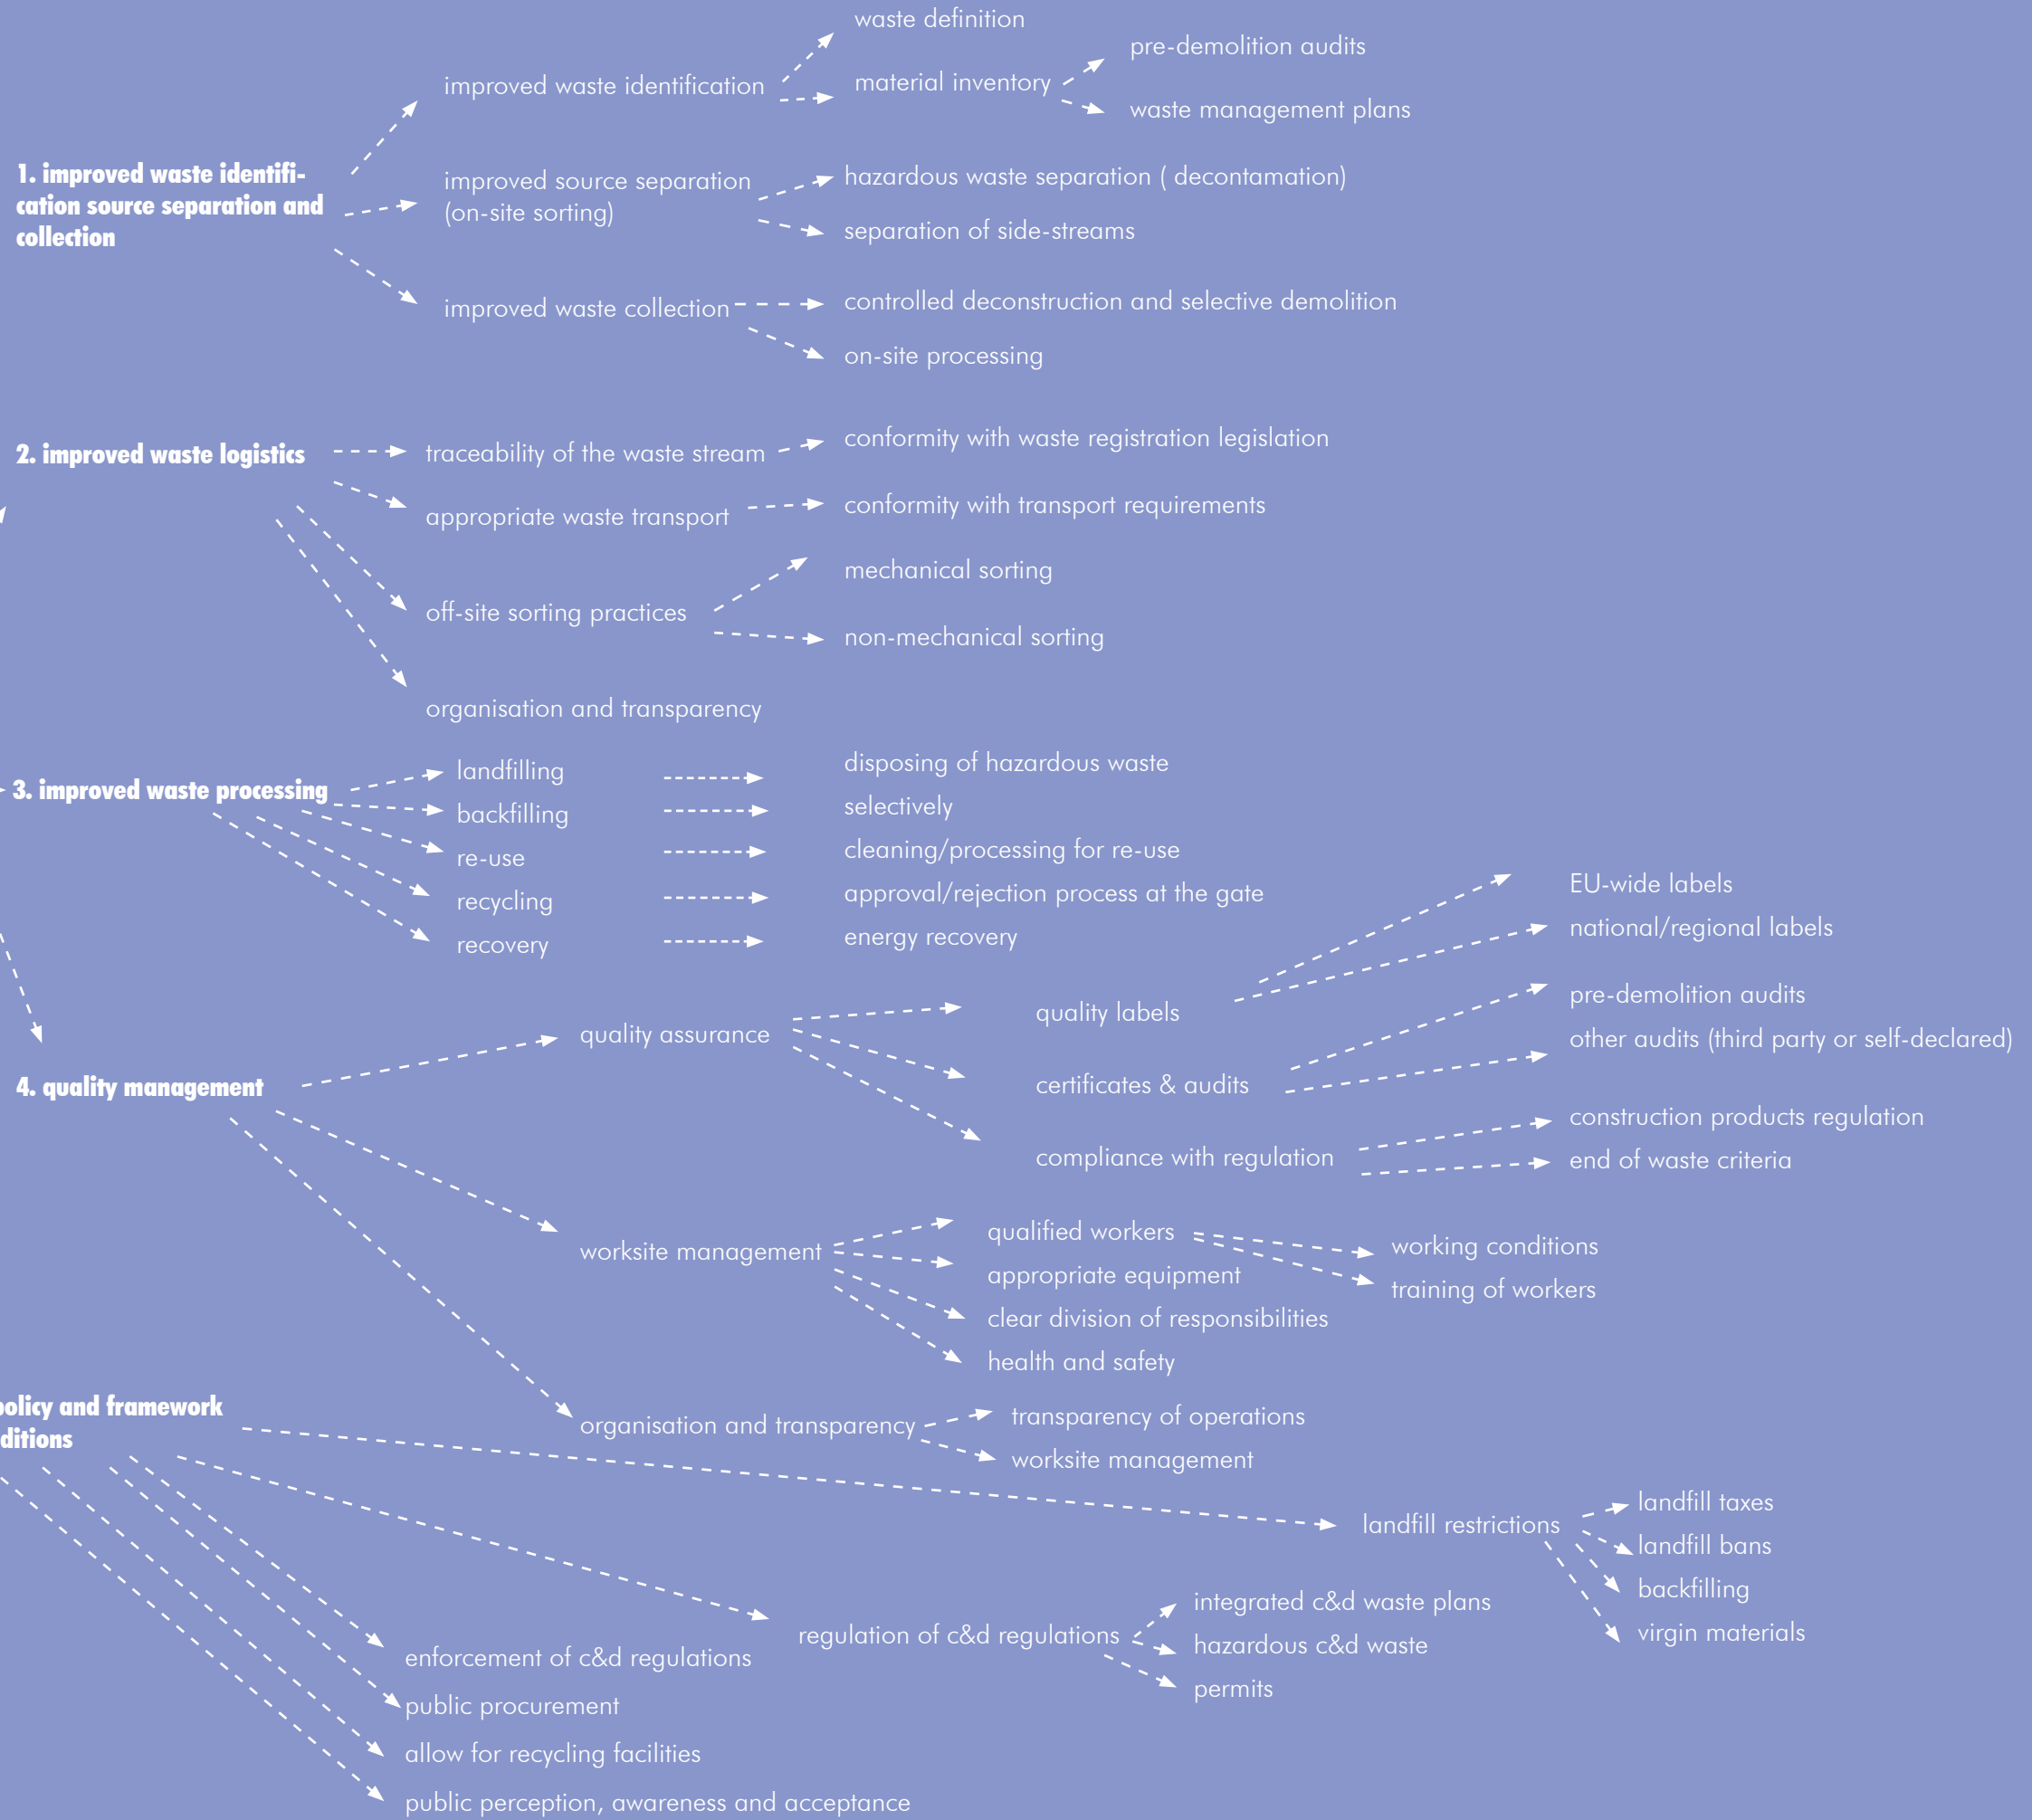 waste definition
pre-demolition audits
improved waste identification
material inventory
waste management plans
1. improved waste identifi-
cation source separation and
collection
improved source separation
(on-site sorting)
hazardous waste separation ( decontamation)
separation of side-streams
improved waste collection
controlled deconstruction and selective demolition
on-site processing
2. improved waste logistics
traceability of the waste stream
conformity with waste registration legislation
appropriate waste transport
conformity with transport requirements
off-site sorting practices
mechanical sorting
non-mechanical sorting
organisation and transparency
3. improved waste processing
landfilling
disposing of hazardous waste
backfilling
selectively
re-use
cleaning/processing for re-use
recycling
approval/rejection process at the gate
recovery
energy recovery
4. quality management
quality assurance
quality labels
EU-wide labels
national/regional labels
certificates & audits
pre-demolition audits
other audits (third party or self-declared)
compliance with regulation
construction products regulation
end of waste criteria
worksite management
qualified workers
working conditions
training of workers
appropriate equipment
clear division of responsibilities
health and safety
organisation and transparency
transparency of operations
worksite management
policy and framework
ditions
landfill restrictions
landfill taxes
landfill bans
backfilling
virgin materials
regulation of c&d regulations
integrated c&d waste plans
hazardous c&d waste
permits
enforcement of c&d regulations
public procurement
allow for recycling facilities
public perception, awareness and acceptance